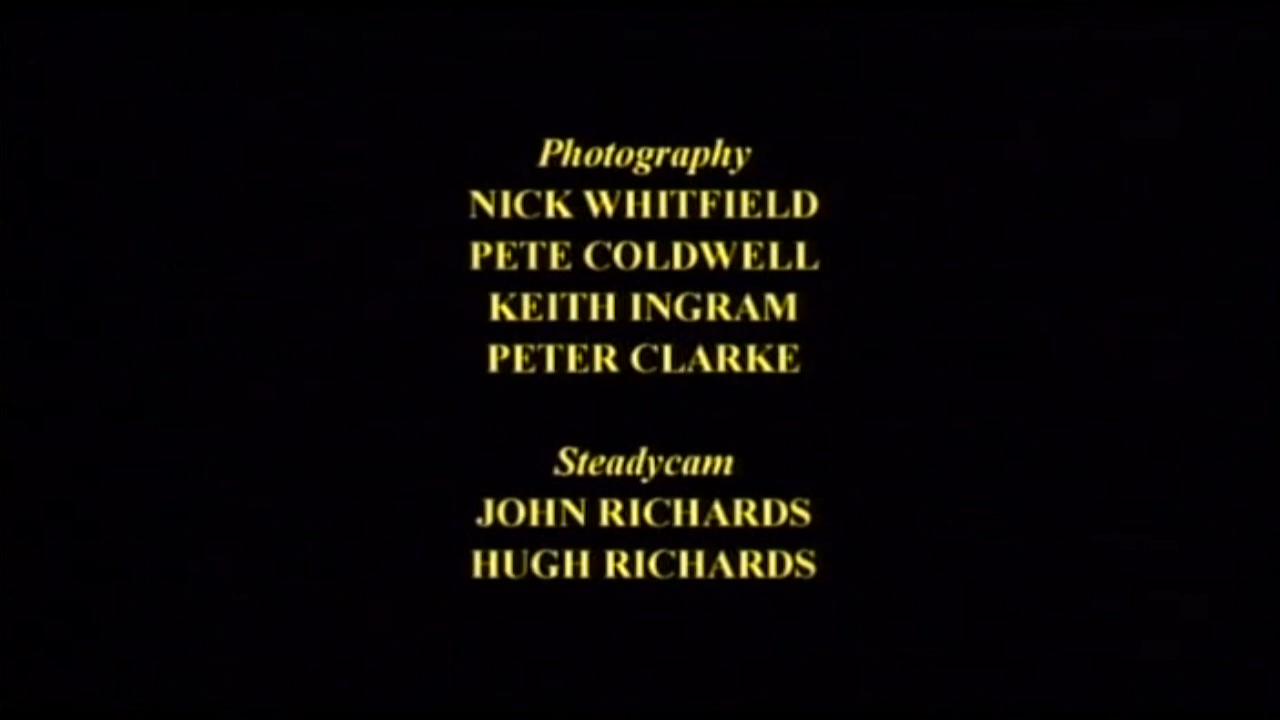 Photography
NICK WHITFIELD
PETE COLDWELL
KEITH INGRAM
PETER CLARKE
Steadycam
JOHN RICHARDS
HUGH RICHARDS